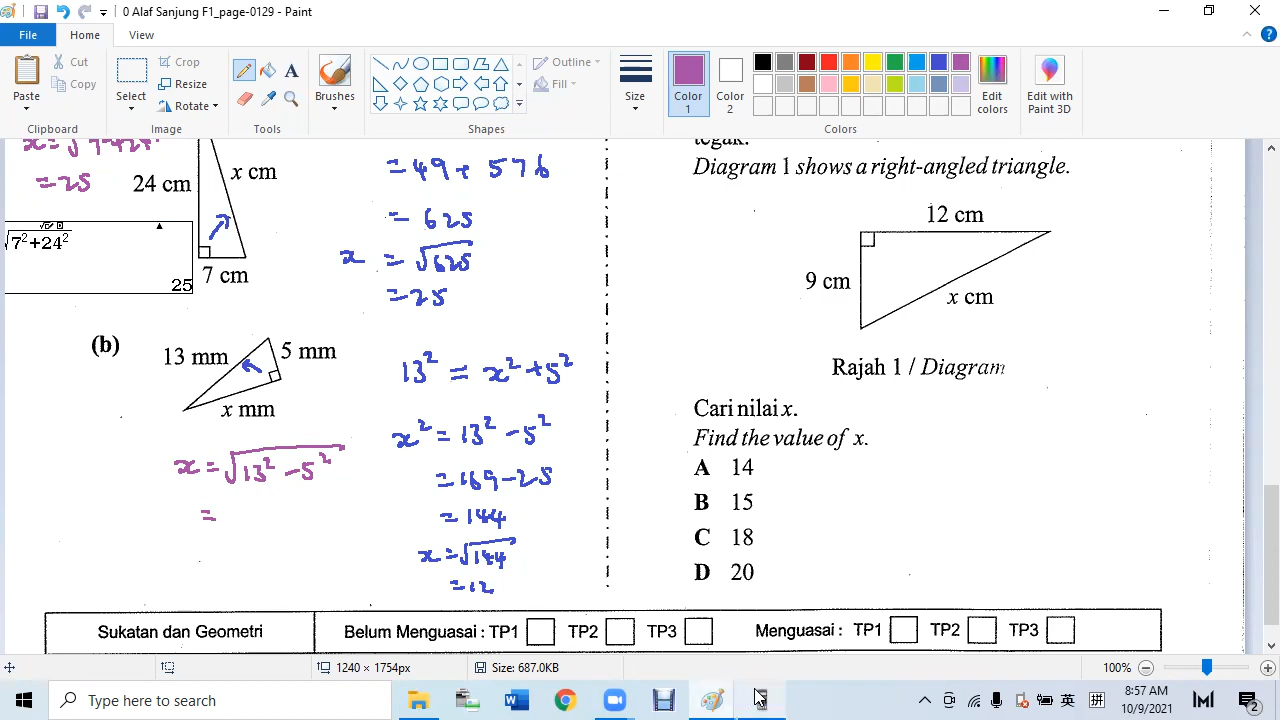 0 Alaf Sanjung F1_page-0129 - Paint
File Home View
Paste Cut Copy Clipboard
Select Crop Resize Rotate Image
A Tools
Brushes
Outline Fill Shapes
Size
Color 1 Color 2 Edit colors Colors
Edit with Paint 3D
= 25
24 cm
x cm
7 cm
√7²+24²
25
= 49 + 576
= 625
x = √625
= 25
(b)
13 mm
5 mm
x mm
x = √13² - 5²
=
13² = x² + 5²
x² = 13² - 5²
= 169 - 25
= 144
x = √144
= 12
tegak.
Diagram 1 shows a right-angled triangle.
12 cm
9 cm
x cm
Rajah 1 / Diagram
Cari nilai x.
Find the value of x.
A 14
B 15
C 18
D 20
Sukatan dan Geometri
Belum Menguasai : TP1 TP2 TP3
Menguasai : TP1 TP2 TP3
1240 × 1754px
Size: 687.0KB
100%
Type here to search
英 拼
8:57 AM
10/9/2021
2